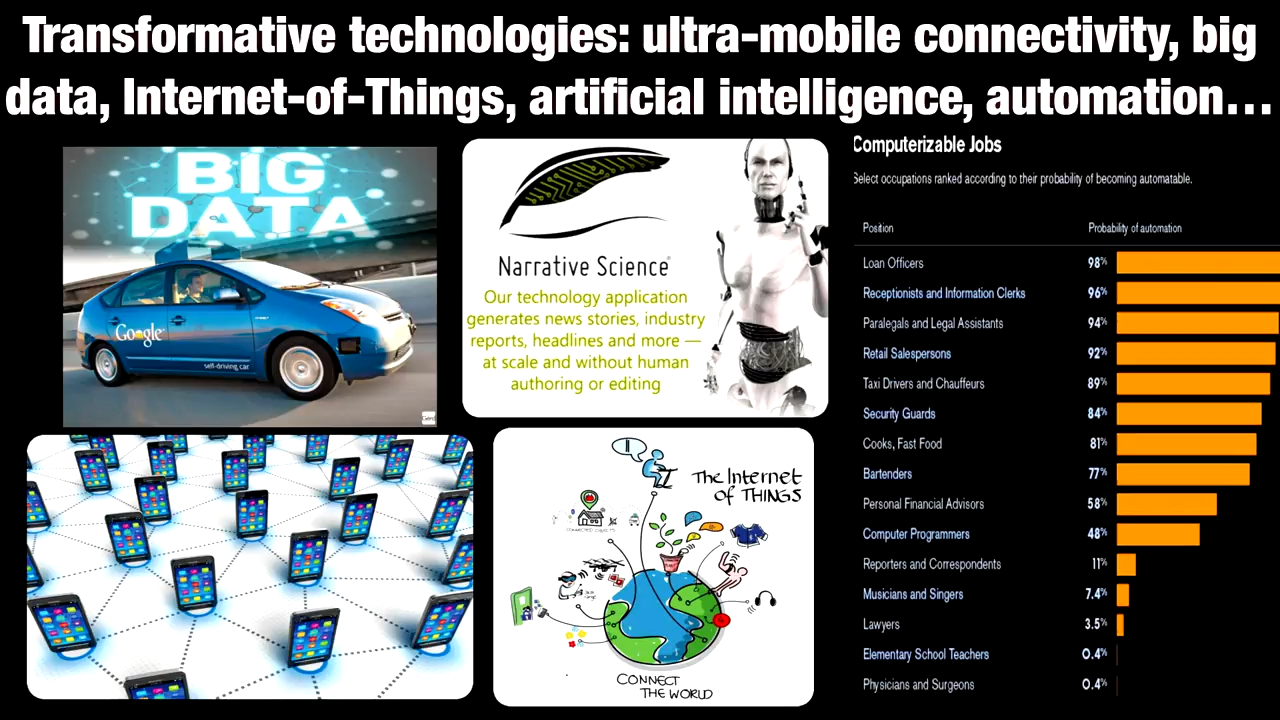 Transformative technologies: ultra-mobile connectivity, big
data, Internet-of-Things, artificial intelligence, automation…
BIG
DATA
Google
self-driving car
Narrative Science
Our technology application
generates news stories, industry
reports, headlines and more —
at scale and without human
authoring or editing
The Internet
of THINGS
CONNECT
THE WORLD
Computerizable Jobs
Select occupations ranked according to their probability of becoming automatable.
Position Probability of automation
Loan Officers 98%
Receptionists and Information Clerks 96%
Paralegals and Legal Assistants 94%
Retail Salespersons 92%
Taxi Drivers and Chauffeurs 89%
Security Guards 84%
Cooks, Fast Food 81%
Bartenders 77%
Personal Financial Advisors 58%
Computer Programmers 48%
Reporters and Correspondents 11%
Musicians and Singers 7.4%
Lawyers 3.5%
Elementary School Teachers 0.4%
Physicians and Surgeons 0.4%